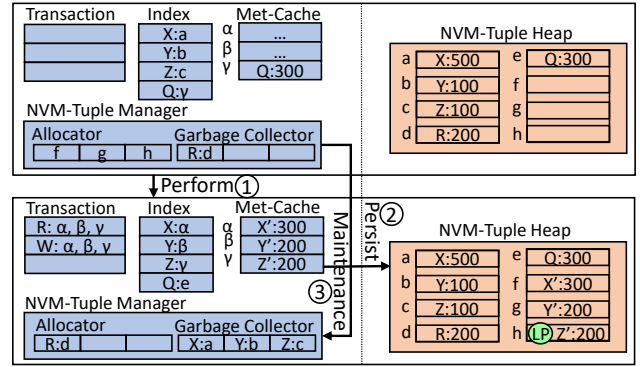 Transaction Index Met-Cache
X:a α ...
Y:b β ...
Z:c γ Q:300
Q:γ
NVM-Tuple Manager
Allocator Garbage Collector
f g h R:d
NVM-Tuple Heap
a X:500 e Q:300
b Y:100 f
c Z:100 g
d R:200 h
Perform ①
Persist ②
Maintenance ③
Transaction Index Met-Cache
R: α, β, γ X:α α X':300
W: α, β, γ Y:β β Y':200
Z:γ γ Z':200
Q:e
NVM-Tuple Manager
Allocator Garbage Collector
R:d X:a Y:b Z:c
NVM-Tuple Heap
a X:500 e Q:300
b Y:100 f X':300
c Z:100 g Y':200
d R:200 h LP Z':200